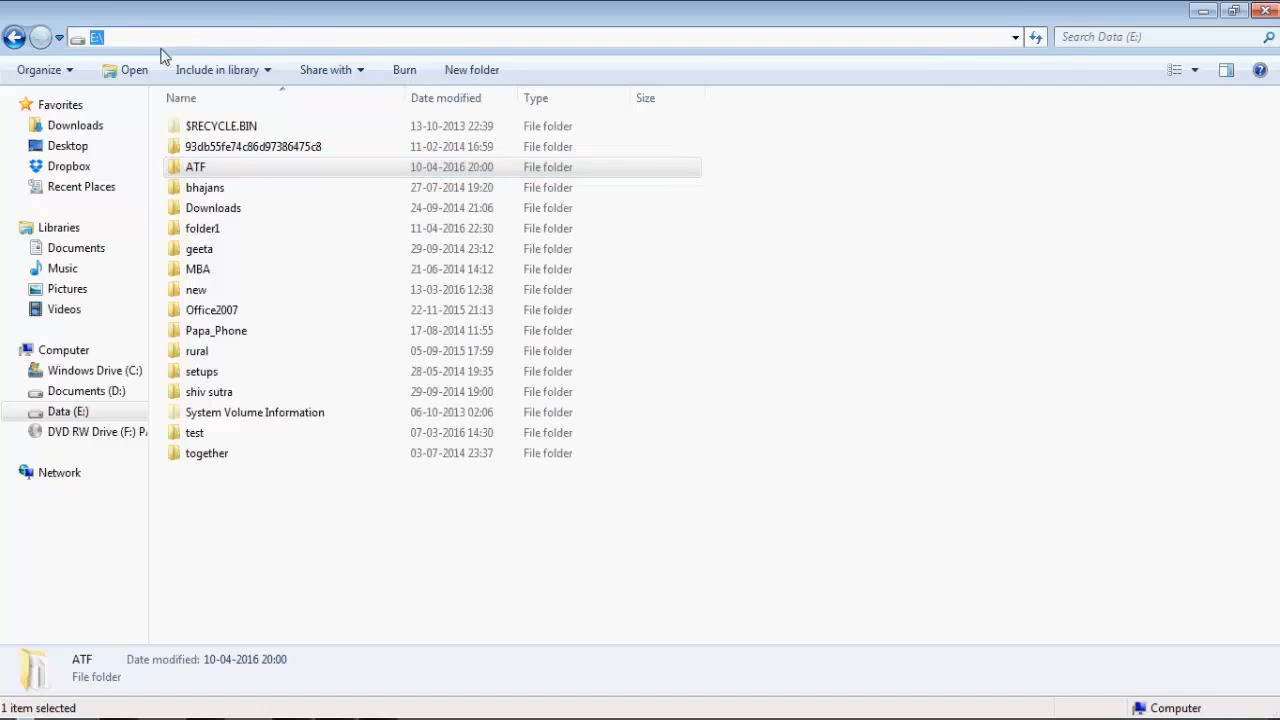 E:\
Search Data (E:)
Organize Open Include in library Share with Burn New folder
Name Date modified Type Size
$RECYCLE.BIN 13-10-2013 22:39 File folder
93db55fe74c86d97386475c8 11-02-2014 16:59 File folder
ATF 10-04-2016 20:00 File folder
bhajans 27-07-2014 19:20 File folder
Downloads 24-09-2014 21:06 File folder
folder1 11-04-2016 22:30 File folder
geeta 29-09-2014 23:12 File folder
MBA 21-06-2014 14:12 File folder
new 13-03-2016 12:38 File folder
Office2007 22-11-2015 21:13 File folder
Papa_Phone 17-08-2014 11:55 File folder
rural 05-09-2015 17:59 File folder
setups 28-05-2014 19:35 File folder
shiv sutra 29-09-2014 19:00 File folder
System Volume Information 06-10-2013 02:06 File folder
test 07-03-2016 14:30 File folder
together 03-07-2014 23:37 File folder
Favorites
Downloads
Desktop
Dropbox
Recent Places
Libraries
Documents
Music
Pictures
Videos
Computer
Windows Drive (C:)
Documents (D:)
Data (E:)
DVD RW Drive (F:) P
Network
ATF Date modified: 10-04-2016 20:00
File folder
1 item selected
Computer